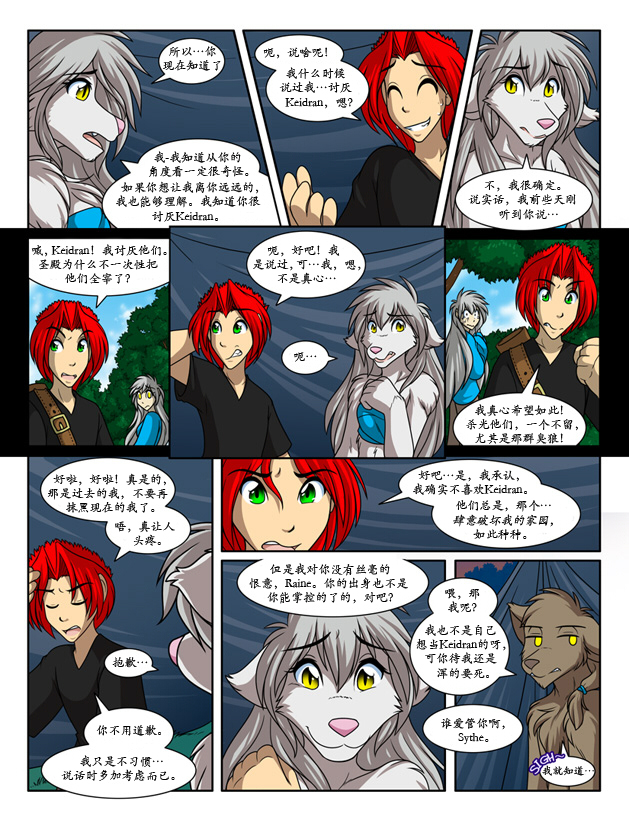 所以…你
现在知道了
我-我知道从你的
角度看一定很奇怪。
如果你想让我离你远远的，
我也能够理解。我知道你很
讨厌Keidran。
呃，说啥呢！
我什么时候
说过我…讨厌
Keidran，嗯？
不，我很确定。
说实话，我前些天刚
听到你说…
喊，Keidran！我讨厌他们。
圣殿为什么不一次性把
他们全宰了？
呃，好吧！我
是说过，可…我，嗯，
不是真心…
呃…
我真心希望如此！
杀光他们，一个不留，
尤其是那群臭狼！
好啦，好啦！真是的，
那是过去的我，不要再
抹黑现在的我了。
唔，真让人
头疼。
抱歉…
你不用道歉。
我只是不习惯…
说话时多加考虑而已。
好吧…是，我承认，
我确实不喜欢Keidran。
他们总是，那个…
肆意破坏我的家园，
如此种种。
但是我对你没有丝毫的
恨意，Raine。你的出身也不是
你能掌控的了的，对吧？
喂，那
我呢？
我也不是自己
想当Keidran的呀，
可你待我还是
浑的要死。
谁爱管你啊，
Sythe。
SIGH~
我就知道…